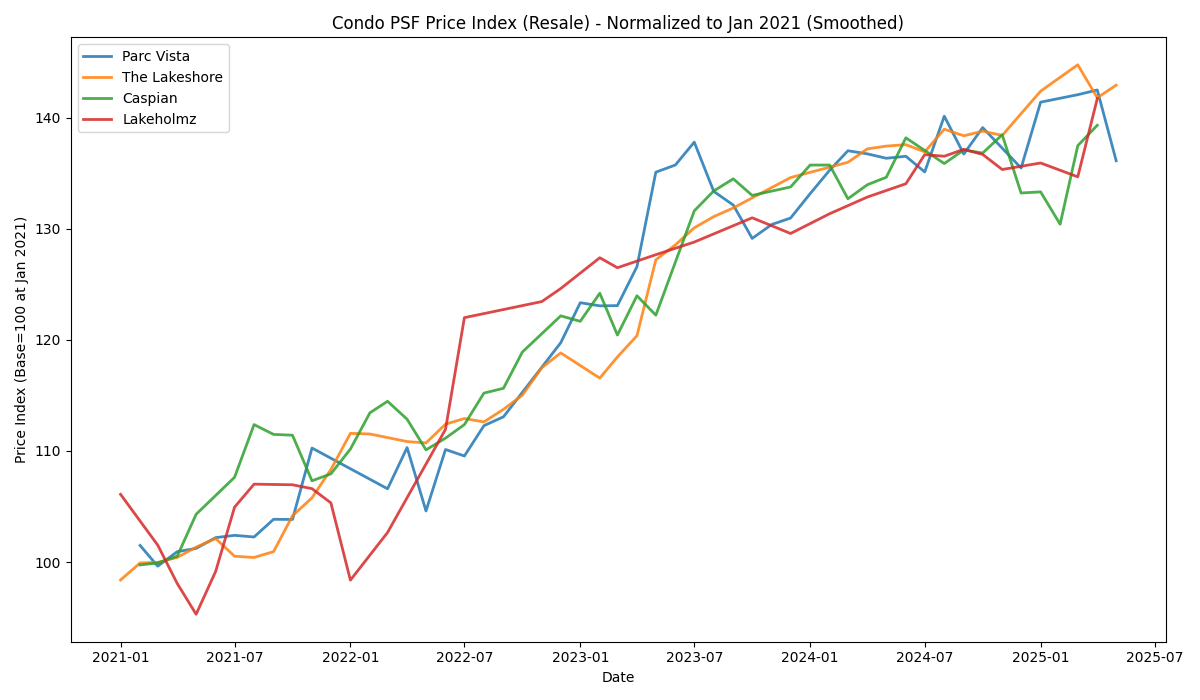 Condo PSF Price Index (Resale) - Normalized to Jan 2021 (Smoothed)
Parc Vista
The Lakeshore
Caspian
Lakeholmz
Price Index (Base=100 at Jan 2021)
140
130
120
110
100
2021-01 2021-07 2022-01 2022-07 2023-01 2023-07 2024-01 2024-07 2025-01 2025-07
Date